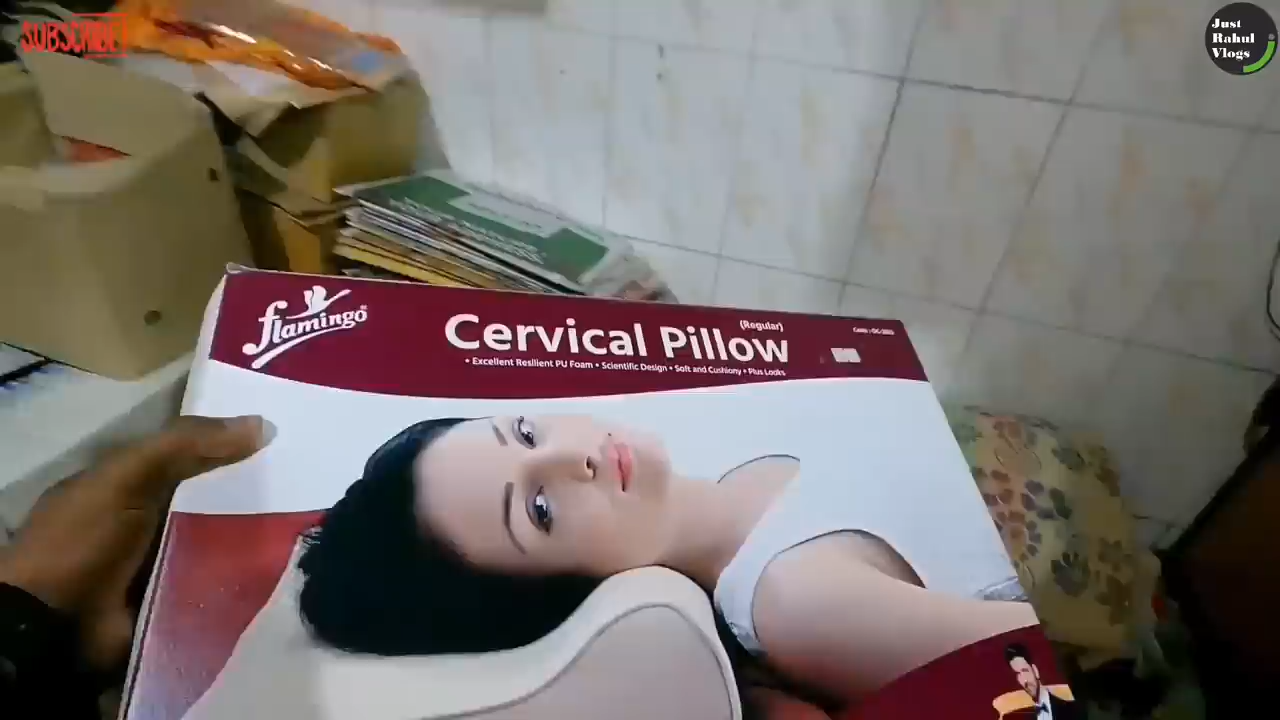 SUBSCRIBE
Just
Rahul
Vlogs
flamingo®
Cervical Pillow
(Regular)
• Excellent Resilient PU Foam • Scientific Design • Soft and Cushiony • Plus Looks